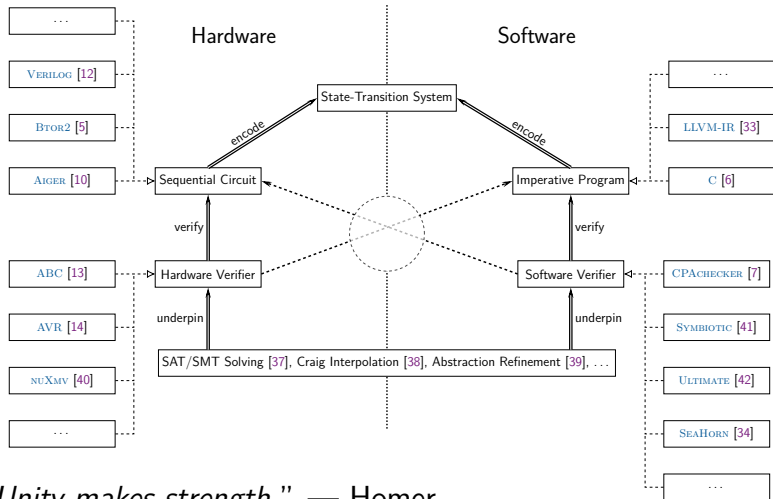 ...
Hardware
Software
VERILOG [12]
...
State-Transition System
BTOR2 [5]
encode
encode
LLVM-IR [33]
AIGER [10]
Sequential Circuit
Imperative Program
C [6]
verify
verify
ABC [13]
Hardware Verifier
Software Verifier
CPACHECKER [7]
AVR [14]
underpin
underpin
SYMBIOTIC [41]
SAT/SMT Solving [37], Craig Interpolation [38], Abstraction Refinement [39], ...
NUXMV [40]
ULTIMATE [42]
...
SEAHORN [34]
...
Unity makes strength.” — Homer